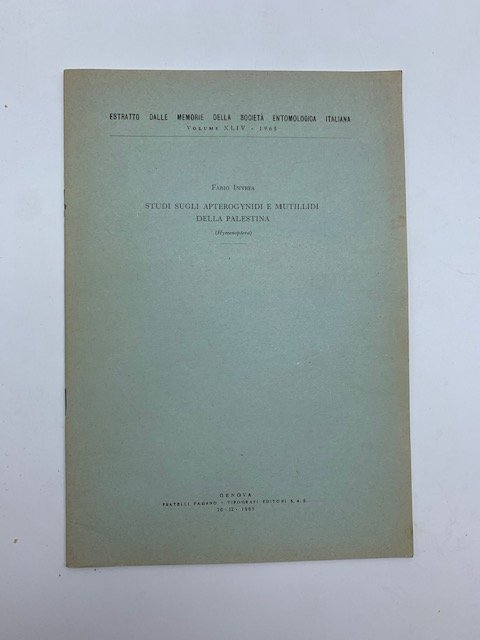 ESTRATTO DALLE MEMORIE DELLA SOCIETÀ ENTOMOLOGICA ITALIANA
VOLUME XLIV - 1965
FABIO INVREA
STUDI SUGLI APTEROGYNIDI E MUTILLIDI
DELLA PALESTINA
(Hymenoptera)
GENOVA
FRATELLI PAGANO - TIPOGRAFI EDITORI S.A.S.
10-12-1965